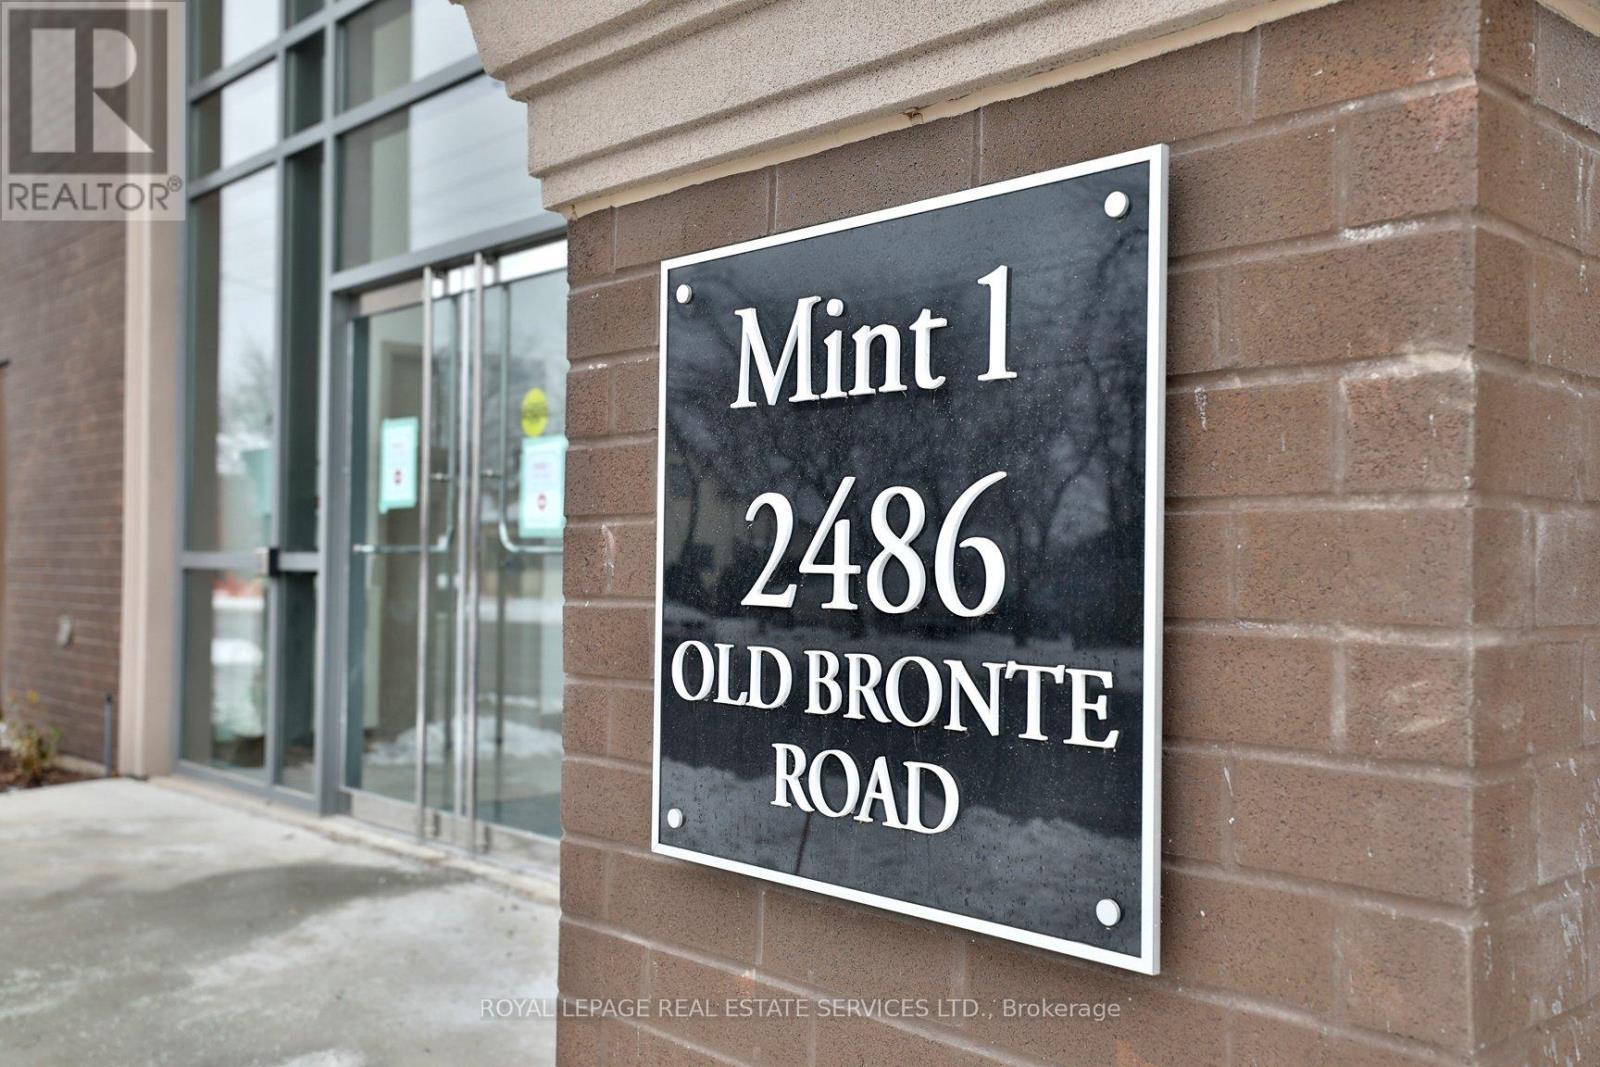 REALTOR®
Mint 1
2486
OLD BRONTE
ROAD
ROYAL LEPAGE REAL ESTATE SERVICES LTD., Brokerage